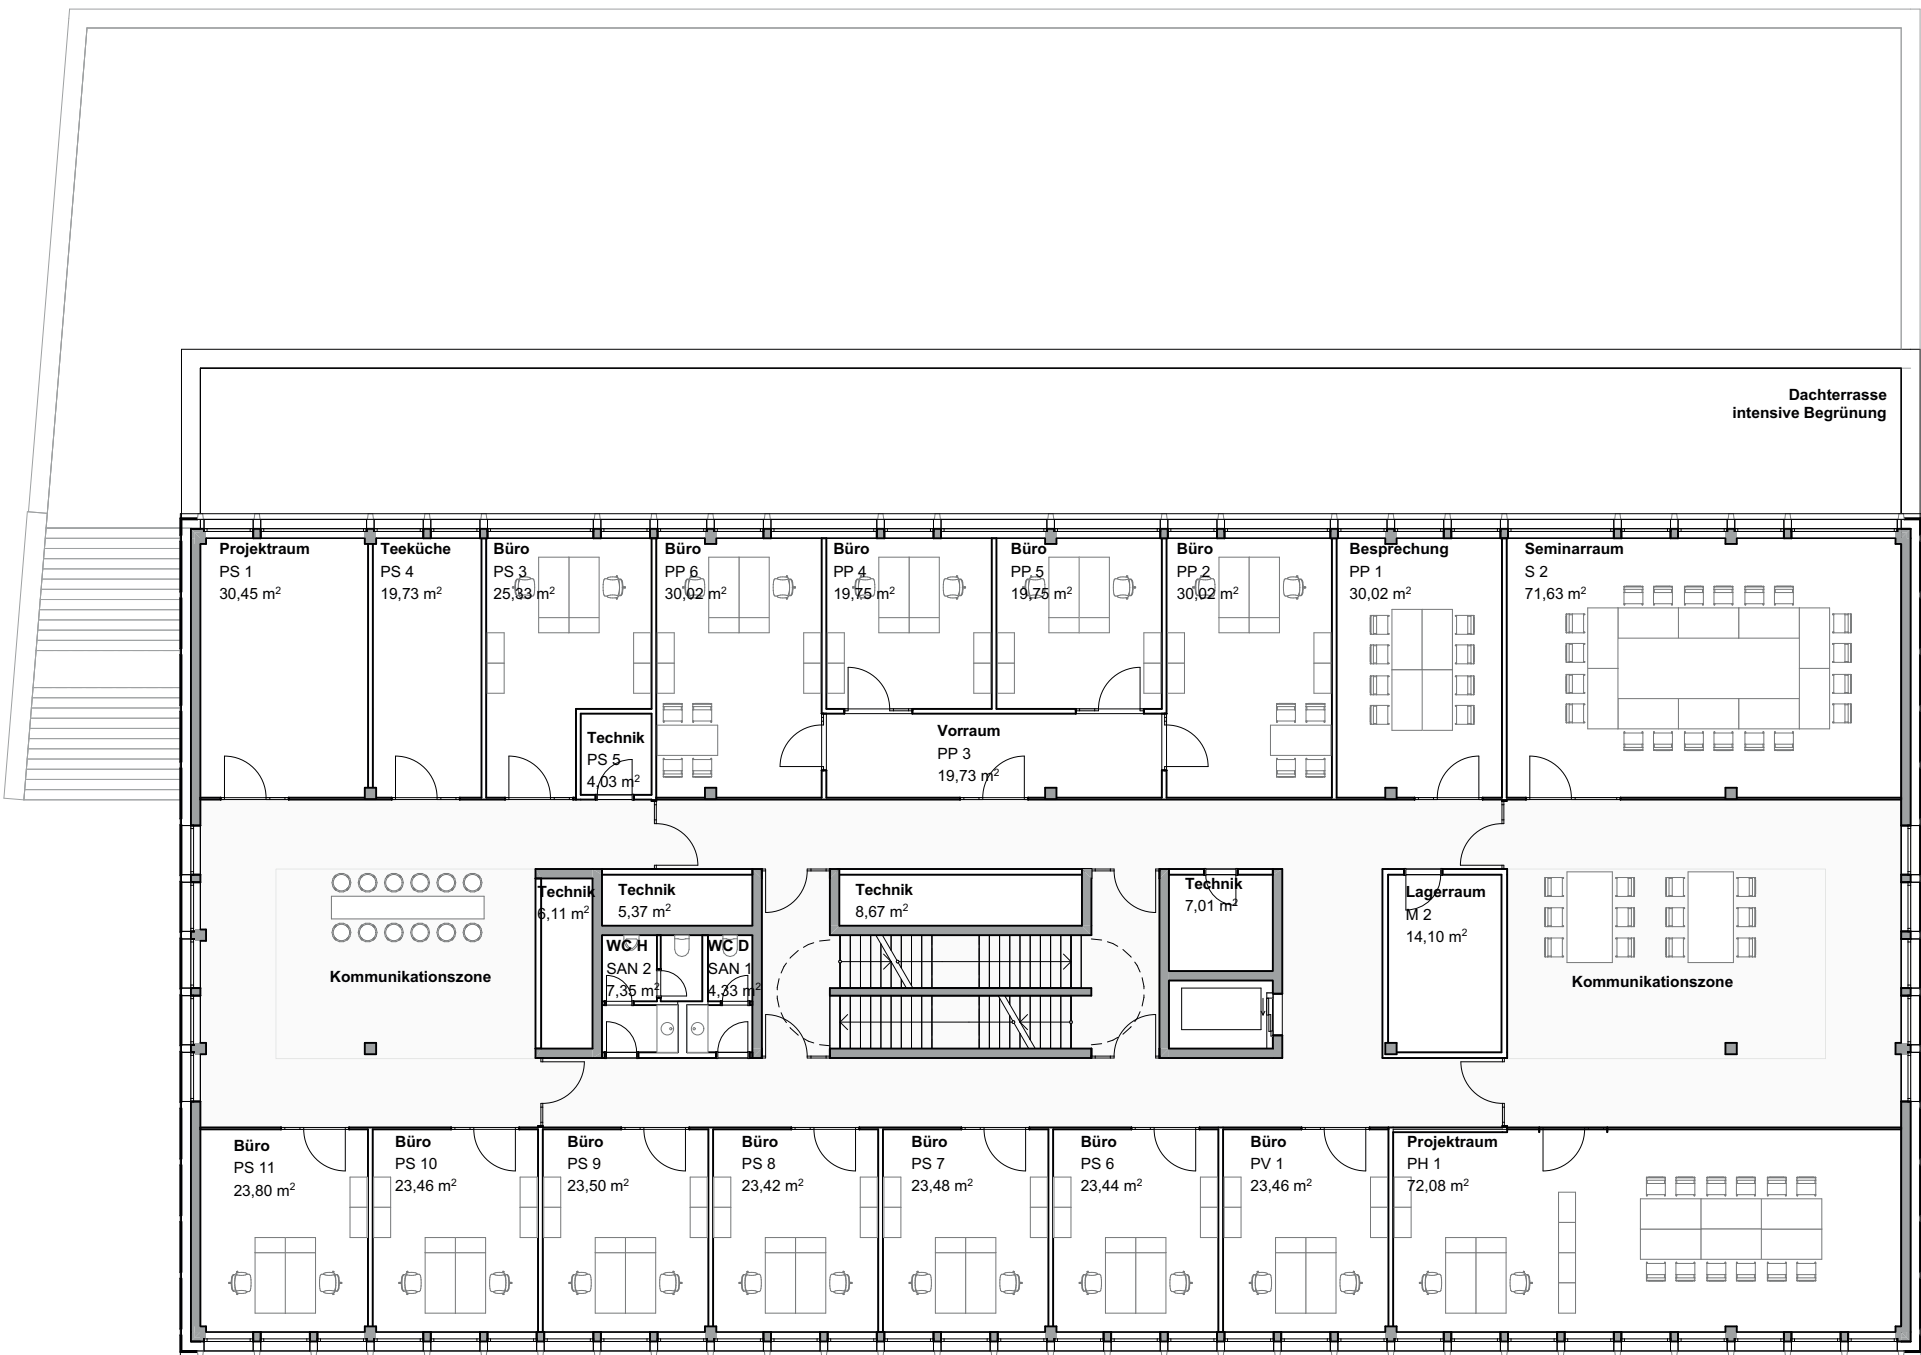 Dachterrasse
intensive Begrünung
Projektraum
PS 1
30,45 m²
Teeküche
PS 4
19,73 m²
Büro
PS 3
25,33 m²
Büro
PP 6
30,02 m²
Büro
PP 4
19,75 m²
Büro
PP 5
19,75 m²
Büro
PP 2
30,02 m²
Besprechung
PP 1
30,02 m²
Seminarraum
S 2
71,63 m²
Technik
PS 5
4,03 m²
Vorraum
PP 3
19,73 m²
Technik
6,11 m²
Technik
5,37 m²
Technik
8,67 m²
Technik
7,01 m²
Lagerraum
M 2
14,10 m²
WC H
SAN 2
7,35 m²
WC D
SAN 1
4,33 m²
Kommunikationszone
Kommunikationszone
Büro
PS 11
23,80 m²
Büro
PS 10
23,46 m²
Büro
PS 9
23,50 m²
Büro
PS 8
23,42 m²
Büro
PS 7
23,48 m²
Büro
PS 6
23,44 m²
Büro
PV 1
23,46 m²
Projektraum
PH 1
72,08 m²